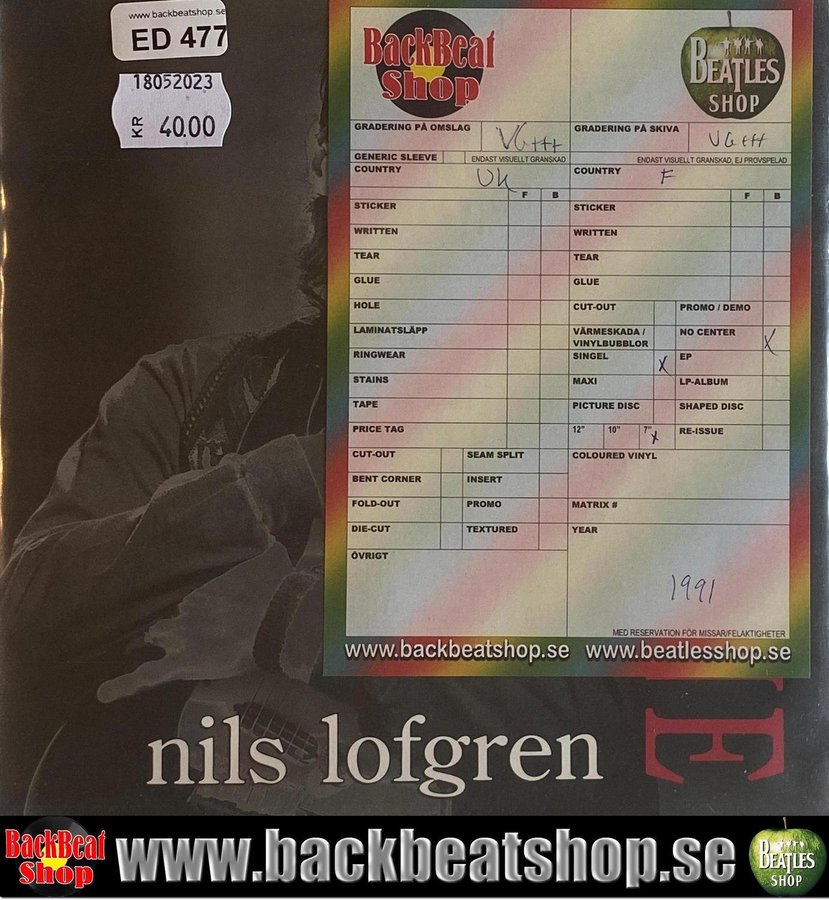 www.backbeatshop.se
ED 477
18052023
KR 40.00
BackBeat Shop
BEATLES SHOP
GRADERING PÅ OMSLAG VG+++
GRADERING PÅ SKIVA VG+++
GENERIC SLEEVE
ENDAST VISUELLT GRANSKAD
ENDAST VISUELLT GRANSKAD, EJ PROVSPELAD
COUNTRY UK
COUNTRY F
F B
F B
STICKER
STICKER
WRITTEN
WRITTEN
TEAR
TEAR
GLUE
GLUE
HOLE
CUT-OUT
PROMO / DEMO
LAMINATSLÄPP
VÄRMESKADA /
VINYLBUBBLOR
NO CENTER X
RINGWEAR
SINGEL X
EP
STAINS
MAXI
LP-ALBUM
TAPE
PICTURE DISC
SHAPED DISC
PRICE TAG
12" 10" 7" X
RE-ISSUE
CUT-OUT
SEAM SPLIT
COLOURED VINYL
BENT CORNER
INSERT
FOLD-OUT
PROMO
MATRIX #
DIE-CUT
TEXTURED
YEAR
ÖVRIGT
1991
MED RESERVATION FÖR MISSAR/FELAKTIGHETER
www.backbeatshop.se www.beatlesshop.se
nils lofgren
BackBeat Shop
www.backbeatshop.se
BEATLES SHOP